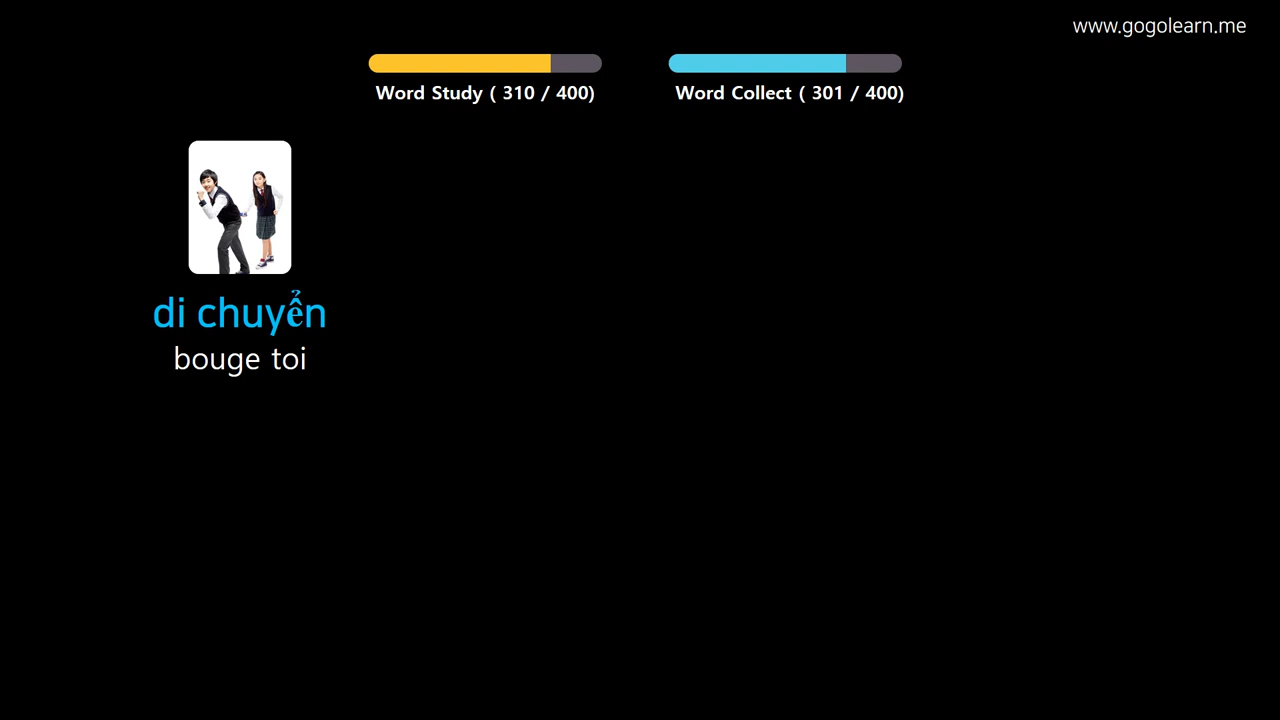 www.gogolearn.me
Word Study ( 310 / 400)
Word Collect ( 301 / 400)
di chuyển
bouge toi